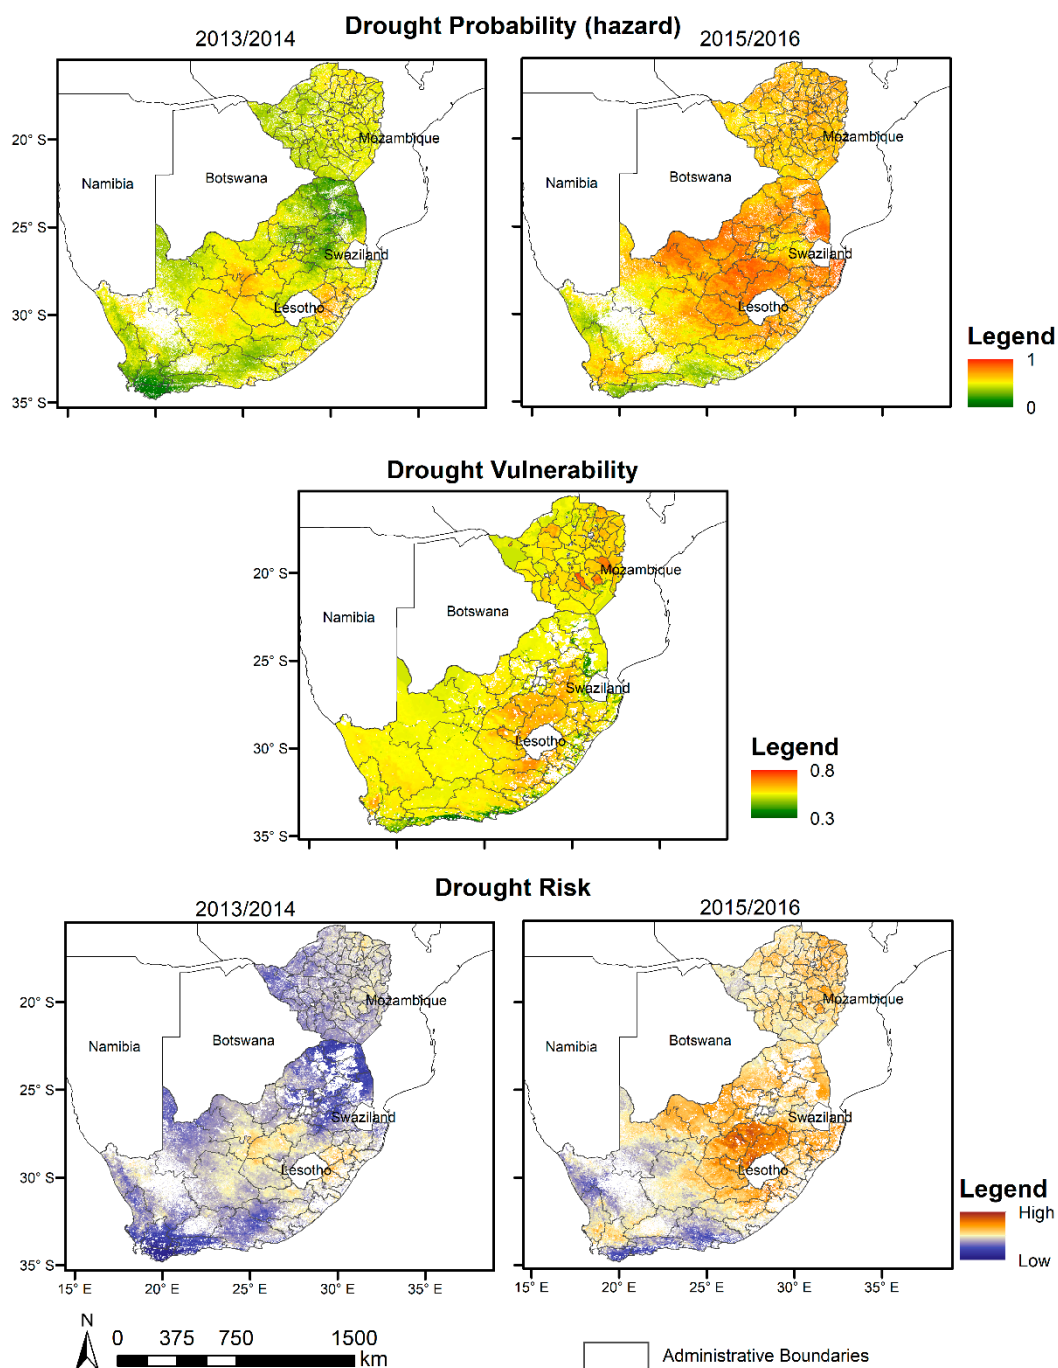 Drought Probability (hazard)
2013/2014
2015/2016
20° S
25° S
30° S
35° S
Namibia
Botswana
Mozambique
Swaziland
Lesotho
Namibia
Botswana
Mozambique
Swaziland
Lesotho
Legend
1
0
Drought Vulnerability
20° S
25° S
30° S
35° S
Namibia
Botswana
Mozambique
Swaziland
Lesotho
Legend
0.8
0.3
Drought Risk
2013/2014
2015/2016
20° S
25° S
30° S
35° S
Namibia
Botswana
Mozambique
Swaziland
Lesotho
Namibia
Botswana
Mozambique
Swaziland
Lesotho
Legend
High
Low
15° E 20° E 25° E 30° E 35° E
15° E 20° E 25° E 30° E 35° E
N
0 375 750 1500
km
Administrative Boundaries